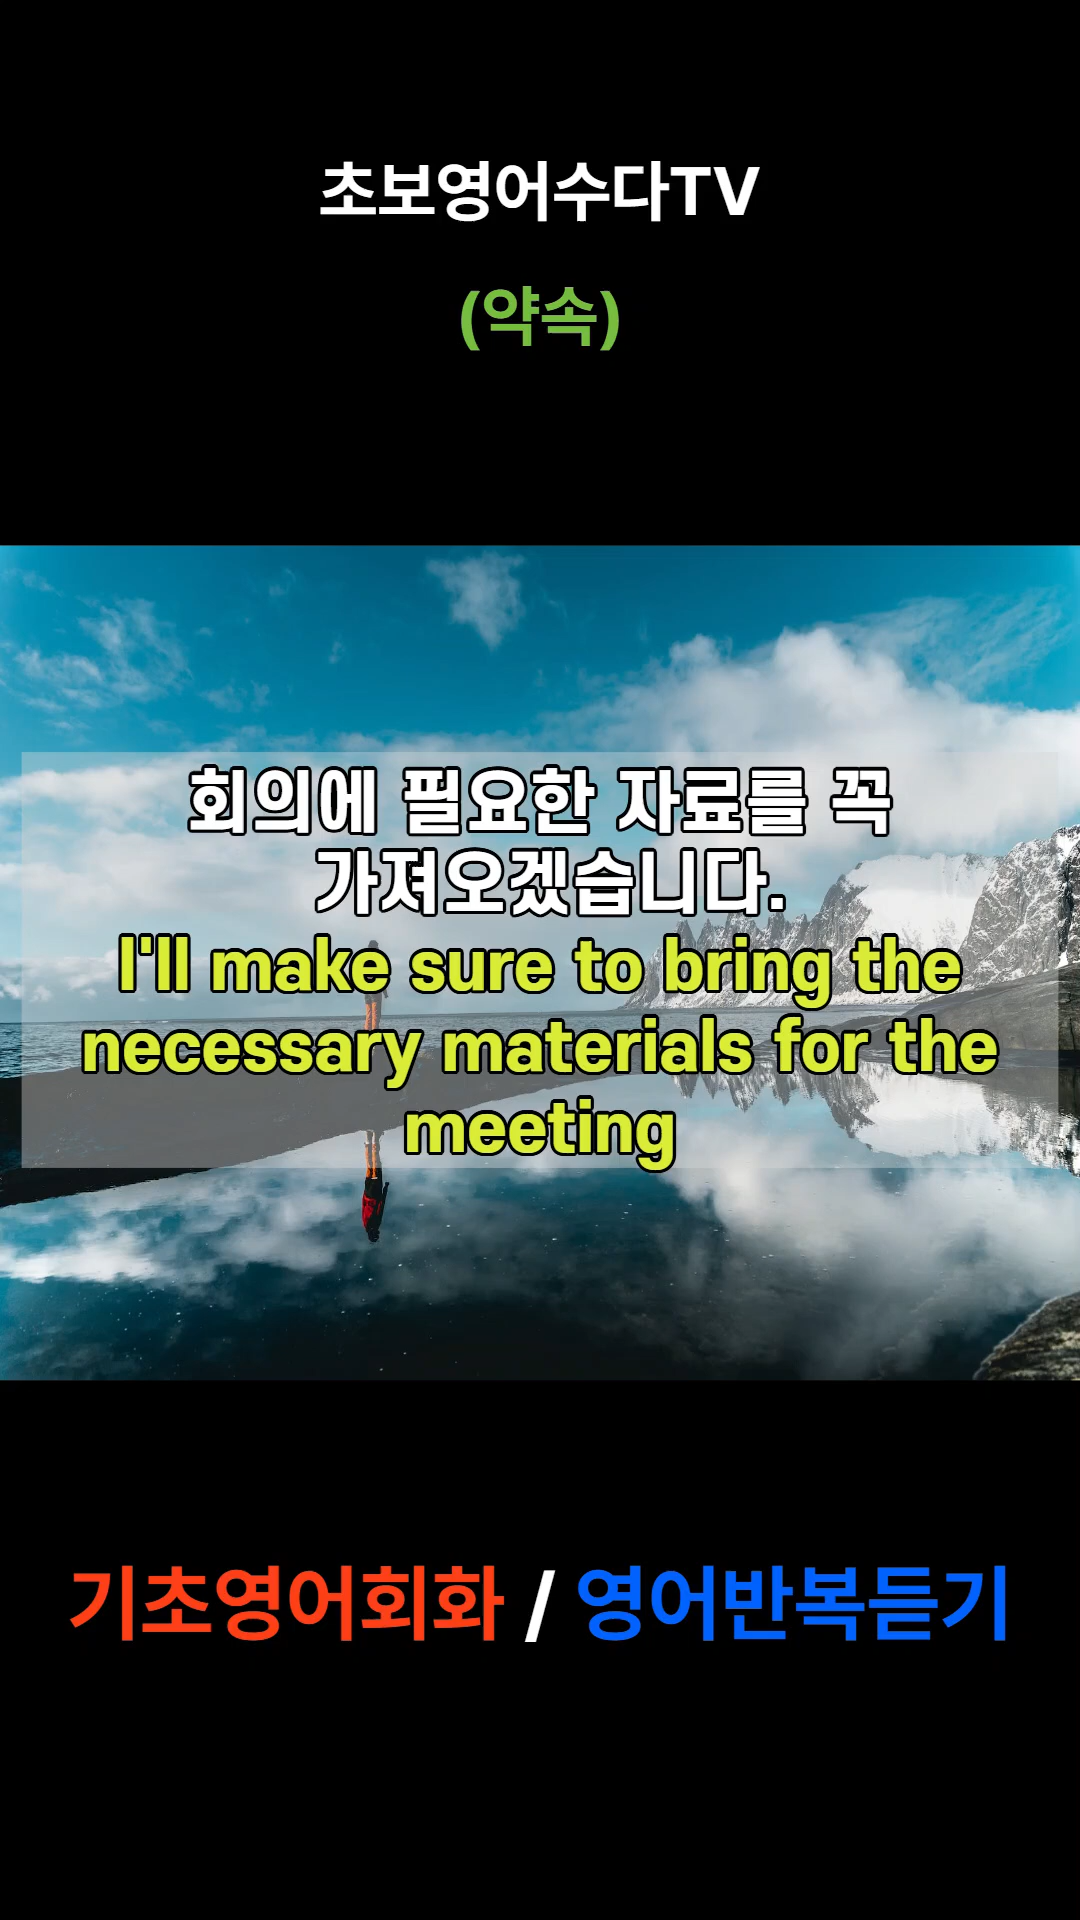 초보영어수다TV
(약속)
회의에 필요한 자료를 꼭
가져오겠습니다.
I'll make sure to bring the
necessary materials for the
meeting
기초영어회화 / 영어반복듣기